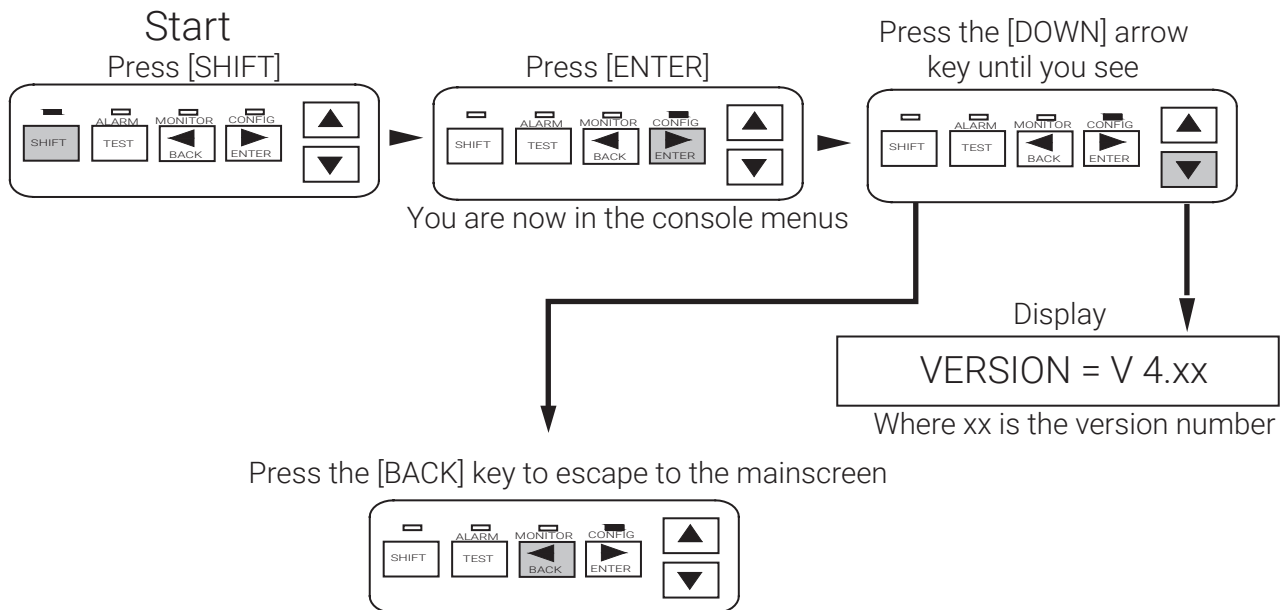 Start
Press [SHIFT]
SHIFT
ALARM
TEST
MONITOR
BACK
CONFIG
ENTER
Press [ENTER]
SHIFT
ALARM
TEST
MONITOR
BACK
CONFIG
ENTER
You are now in the console menus
Press the [DOWN] arrow
key until you see
SHIFT
ALARM
TEST
MONITOR
BACK
CONFIG
ENTER
Display
VERSION = V 4.xx
Where xx is the version number
Press the [BACK] key to escape to the mainscreen
SHIFT
ALARM
TEST
MONITOR
BACK
CONFIG
ENTER